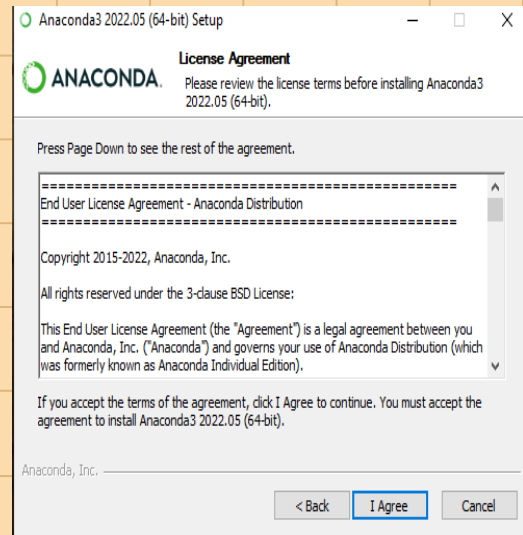 Anaconda3 2022.05 (64-bit) Setup
ANACONDA.
License Agreement
Please review the license terms before installing Anaconda3
2022.05 (64-bit).
Press Page Down to see the rest of the agreement.
====================================================
End User License Agreement - Anaconda Distribution
====================================================
Copyright 2015-2022, Anaconda, Inc.
All rights reserved under the 3-clause BSD License:
This End User License Agreement (the "Agreement") is a legal agreement between you
and Anaconda, Inc. ("Anaconda") and governs your use of Anaconda Distribution (which
was formerly known as Anaconda Individual Edition).
If you accept the terms of the agreement, click I Agree to continue. You must accept the
agreement to install Anaconda3 2022.05 (64-bit).
Anaconda, Inc.
< Back
I Agree
Cancel